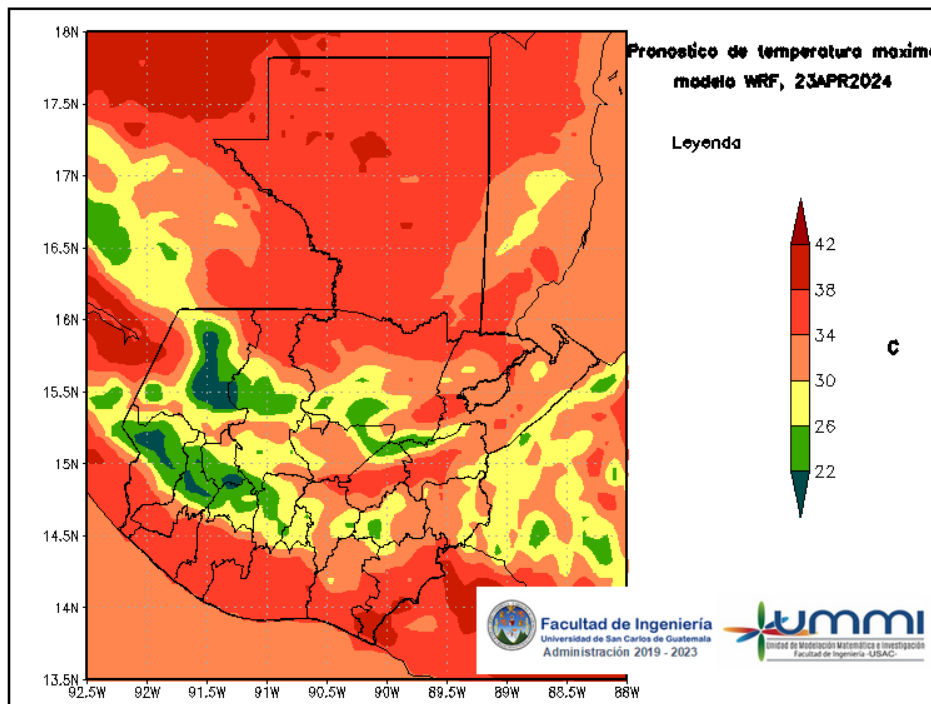 Pronostico de temperatura maxima
modelo WRF, 23APR2024
Leyenda
18N
17.5N
17N
16.5N
16N
15.5N
15N
14.5N
14N
13.5N
92.5W
92W
91.5W
91W
90.5W
90W
89.5W
89W
88.5W
88W
42
38
34
30
26
22
C
Facultad de Ingeniería
Universidad de San Carlos de Guatemala
Administración 2019 - 2023
UMMI
Unidad de Modelación Matemática e Investigación
Facultad de Ingeniería -USAC-